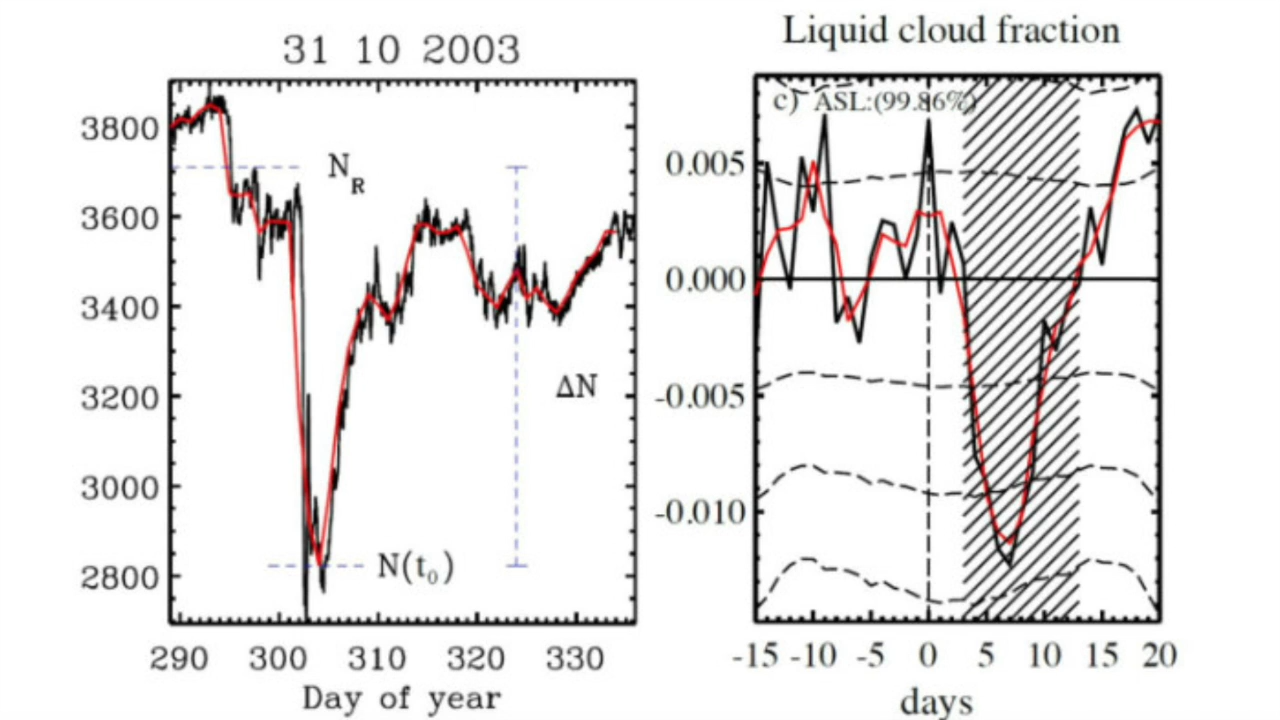 31 10 2003
3800
3600
3400
3200
3000
2800
N_R
ΔN
N(t₀)
290 300 310 320 330
Day of year
Liquid cloud fraction
c) ASL:(99.86%)
0.005
0.000
-0.005
-0.010
-15 -10 -5 0 5 10 15 20
days